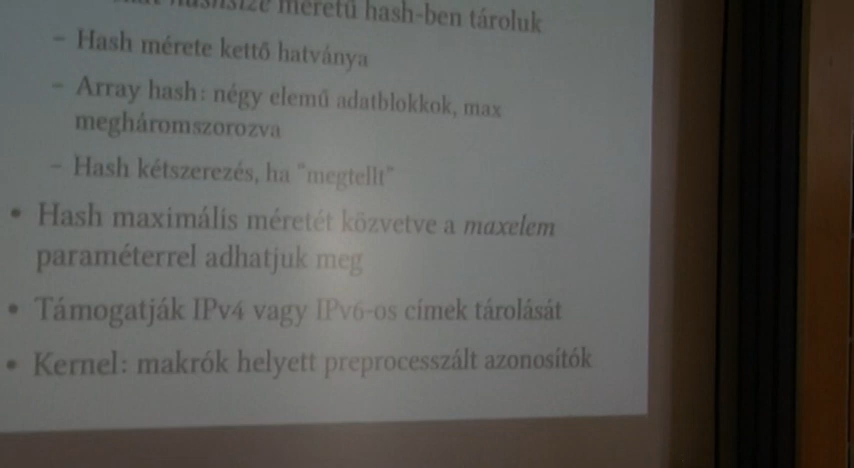 hashsize méretű hash-ben tároluk
– Hash mérete kettő hatványa
– Array hash: négy elemű adatblokkok, max
megháromszorozva
– Hash kétszerezés, ha "megtellt"
• Hash maximális méretét közvetve a maxelem
paraméterrel adhatjuk meg
• Támogatják IPv4 vagy IPv6-os címek tárolását
• Kernel: makrók helyett preprocesszált azonosítók